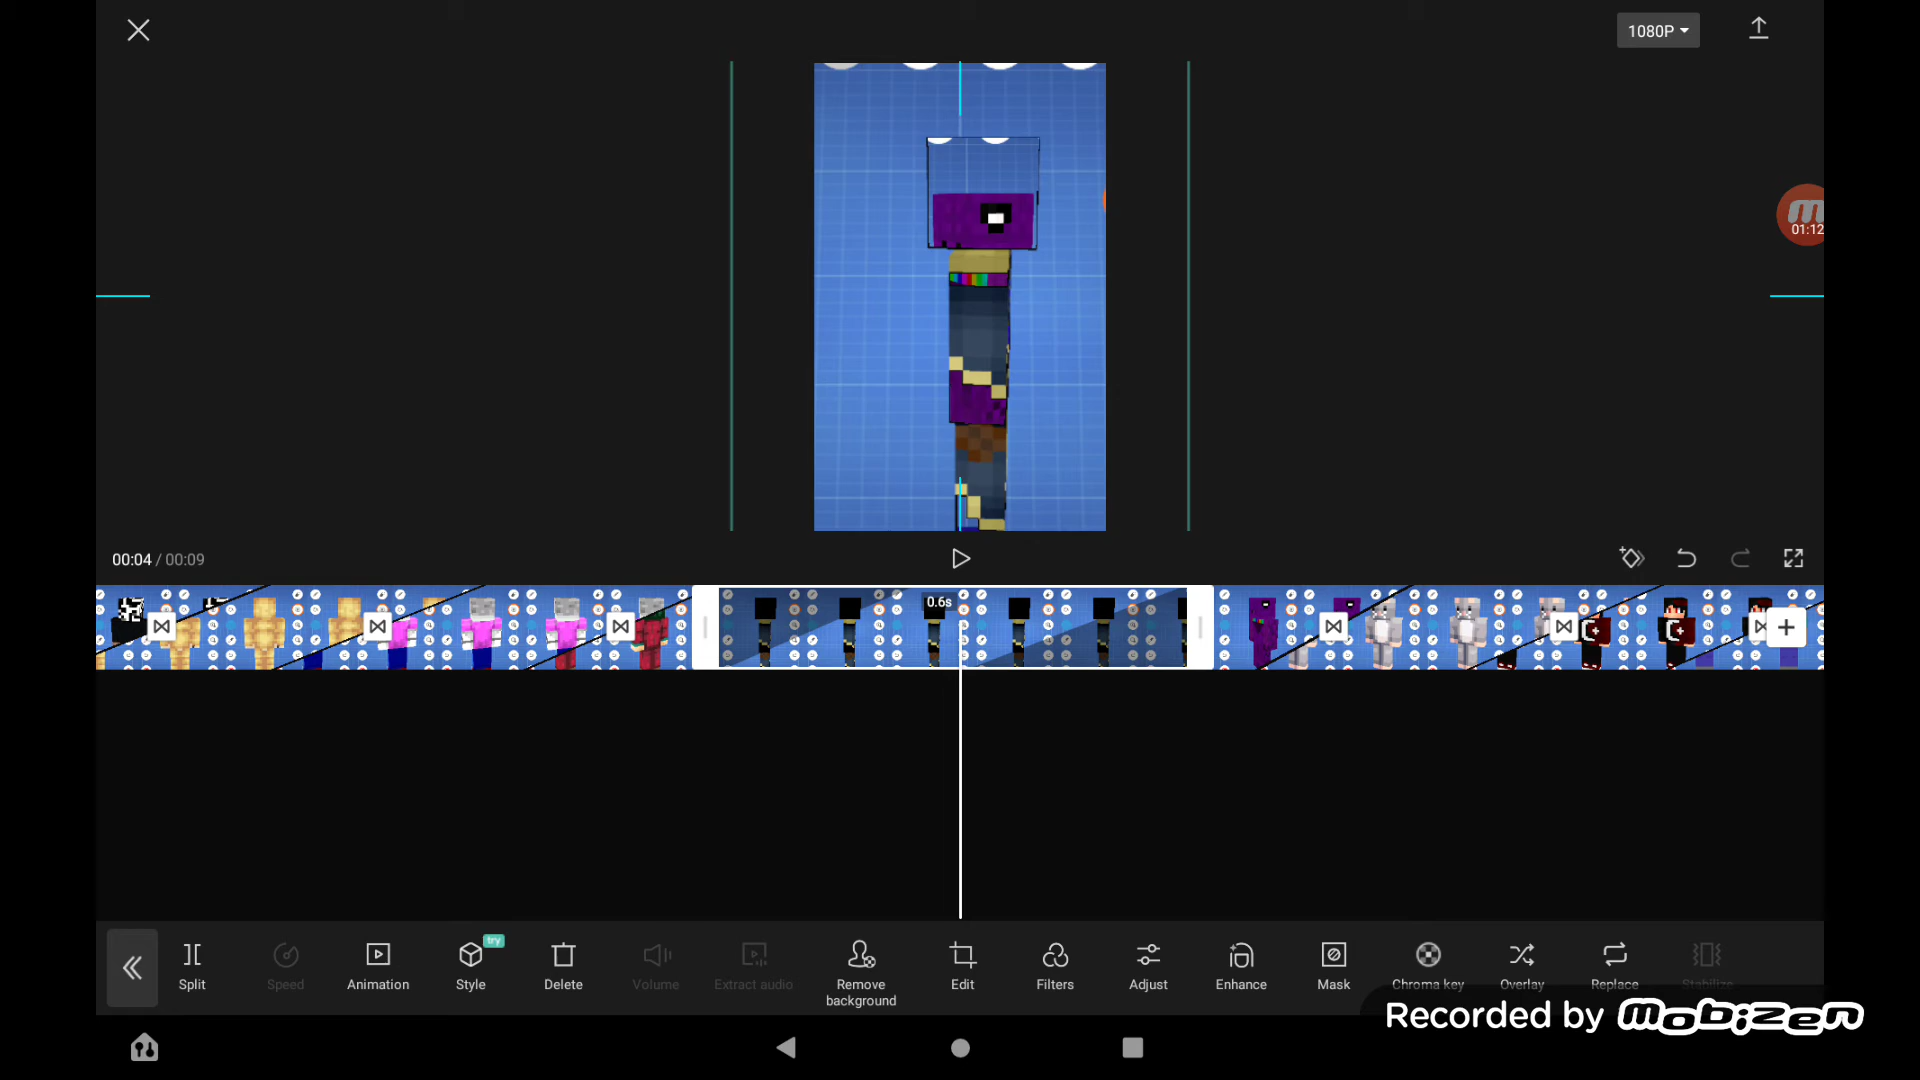 1080P
01:12
00:04 / 00:09
0.6s
try
Split
Speed
Animation
Style
Delete
Volume
Extract audio
Remove
background
Edit
Filters
Adjust
Enhance
Mask
Chroma key
Overlay
Replace
Stabilize
Recorded by mobizen